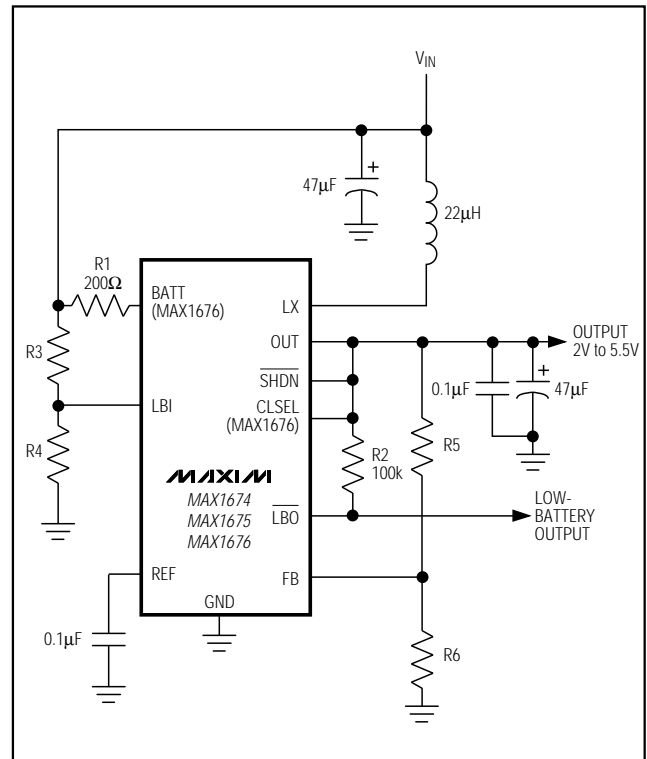 VIN
47µF
22µH
R1
200Ω
BATT
(MAX1676)
LX
OUT
OUTPUT
2V to 5.5V
R3
SHDN
0.1µF
47µF
LBI
CLSEL
(MAX1676)
R5
R4
R2
100k
MAXIM
MAX1674
MAX1675
MAX1676
LBO
LOW-
BATTERY
OUTPUT
REF
FB
GND
0.1µF
R6